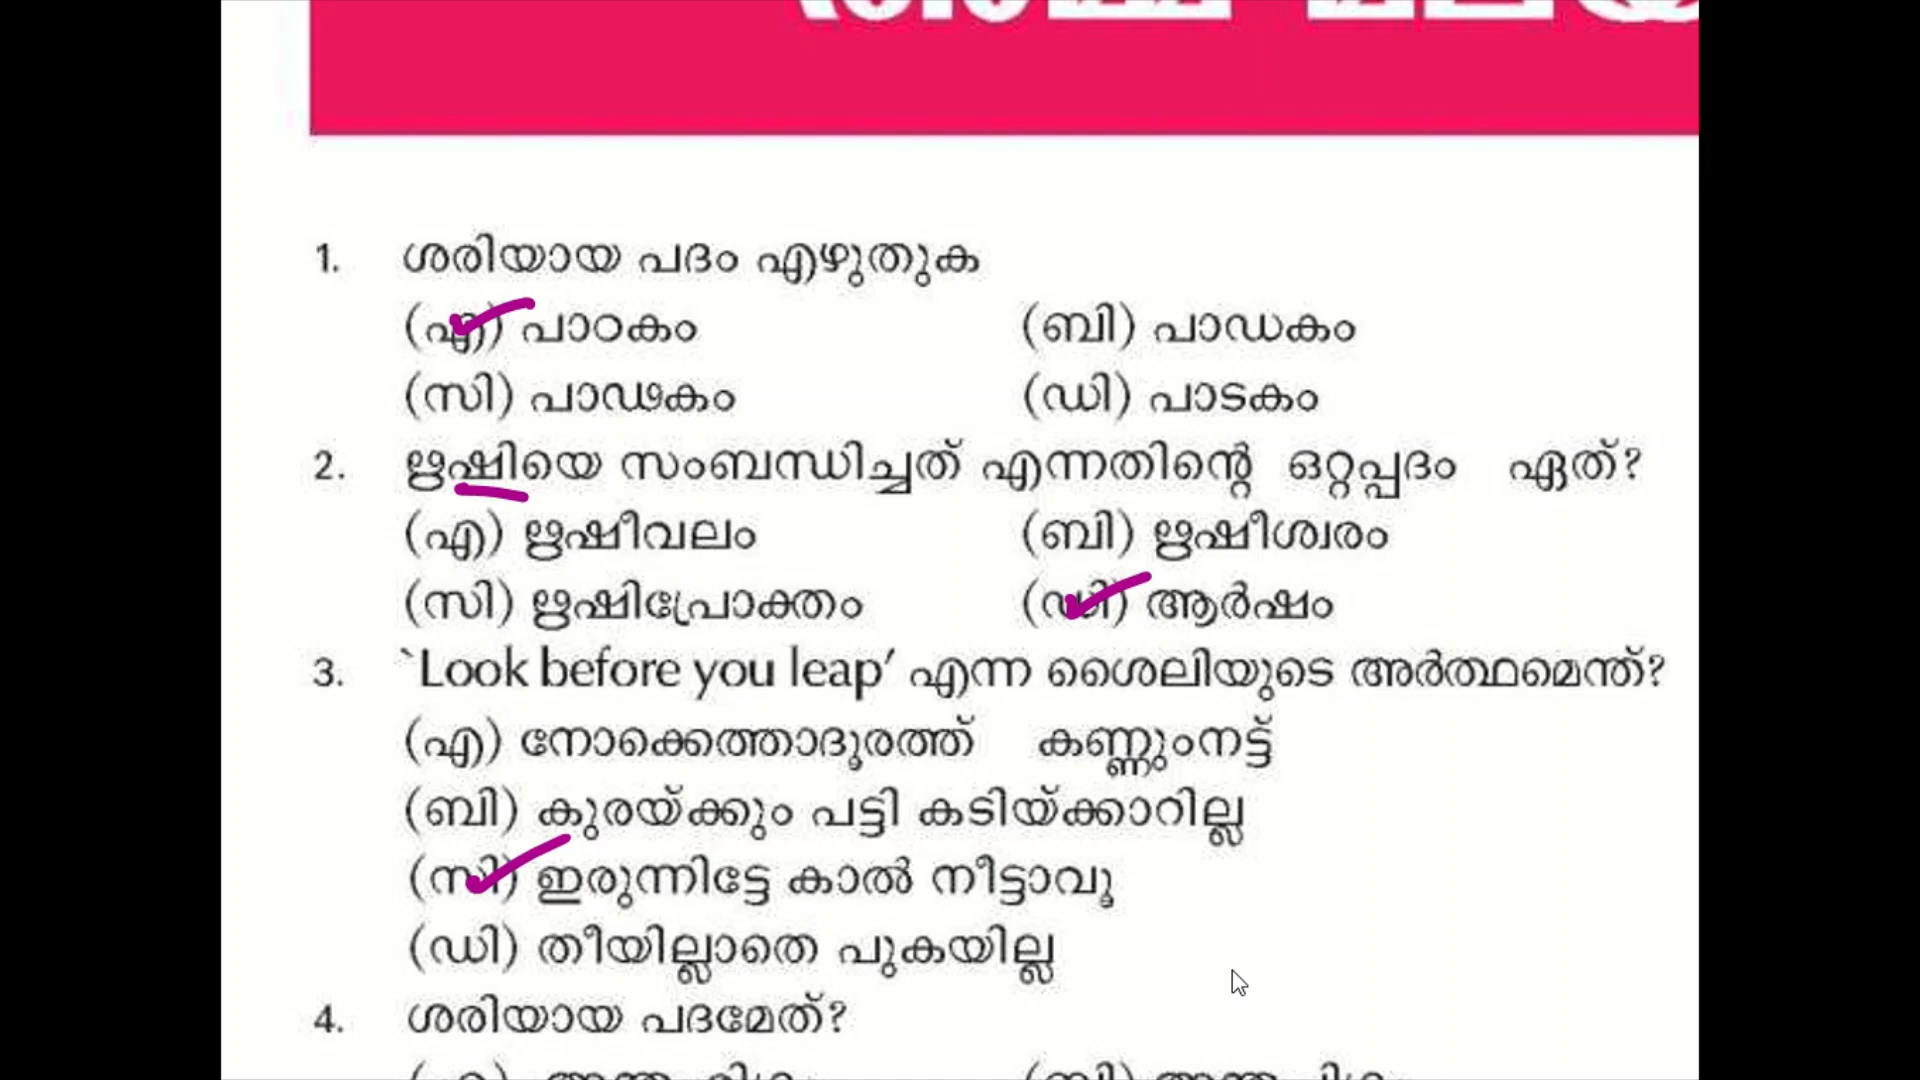 1. ശരിയായ പദം എഴുതുക
(എ) പാഠകം (ബി) പാഡകം
(സി) പാഢകം (ഡി) പാടകം
2. ഋഷിയെ സംബന്ധിച്ചത് എന്നതിന്റെ ഒറ്റപ്പദം ഏത്?
(എ) ഋഷീവലം (ബി) ഋഷീശ്വരം
(സി) ഋഷിപ്രോക്തം (ഡി) ആർഷം
3. `Look before you leap' എന്ന ശൈലിയുടെ അർത്ഥമെന്ത്?
(എ) നോക്കെത്താദൂരത്ത് കണ്ണുംനട്ട്
(ബി) കുരയ്ക്കും പട്ടി കടിയ്ക്കാറില്ല
(സി) ഇരുന്നിട്ടേ കാൽ നീട്ടാവൂ
(ഡി) തീയില്ലാതെ പുകയില്ല
4. ശരിയായ പദമേത്?